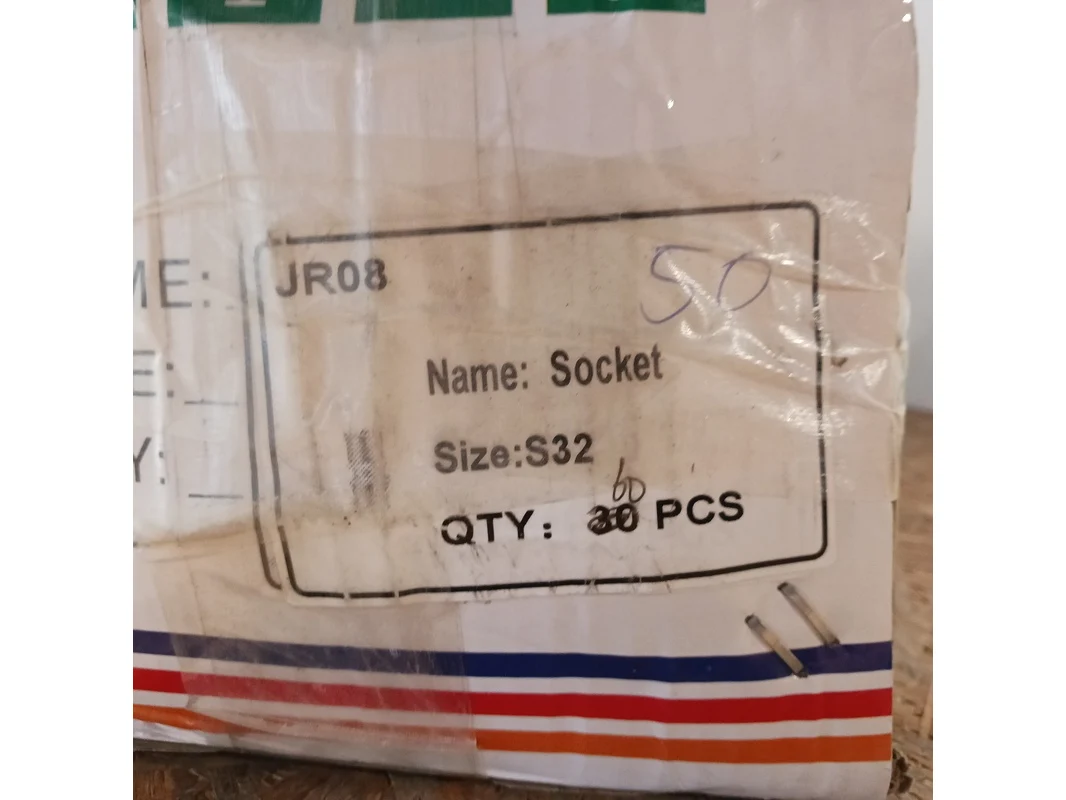 JR08
50
Name: Socket
Size:S32
60
QTY: 30 PCS
ME:
E:
Y: